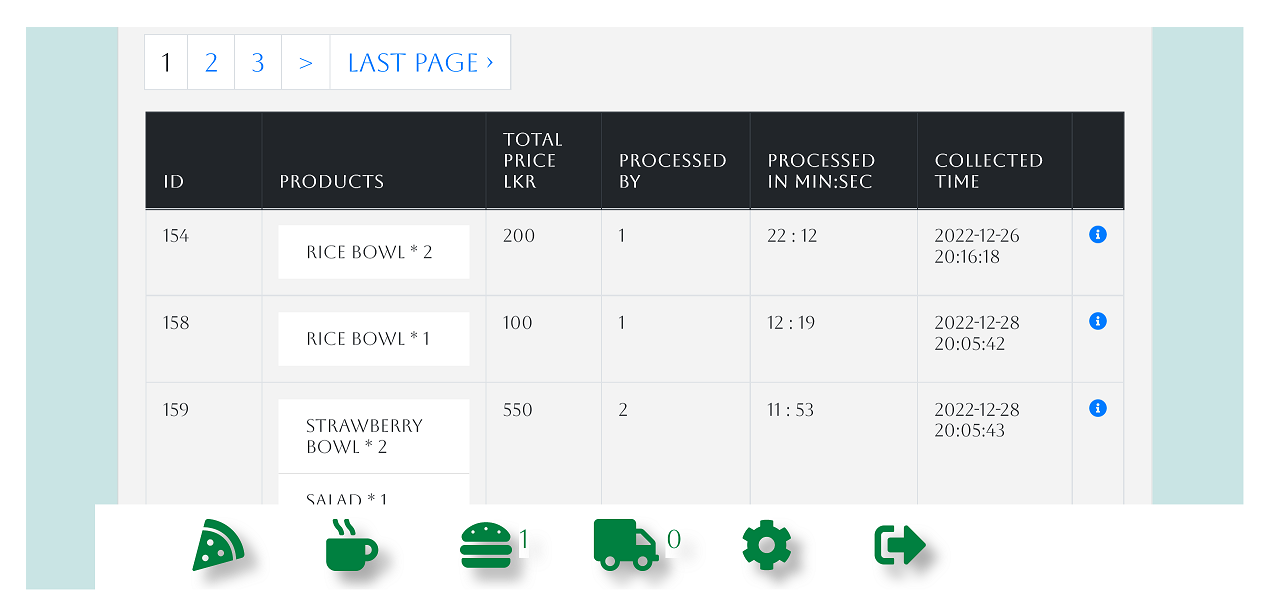 1 2 3 > LAST PAGE ›
ID PRODUCTS TOTAL PRICE LKR PROCESSED BY PROCESSED IN MIN:SEC COLLECTED TIME
154 RICE BOWL * 2 200 1 22 : 12 2022-12-26 20:16:18
158 RICE BOWL * 1 100 1 12 : 19 2022-12-28 20:05:42
159 STRAWBERRY BOWL * 2 550 2 11 : 53 2022-12-28 20:05:43
SALAD * 1
1 0